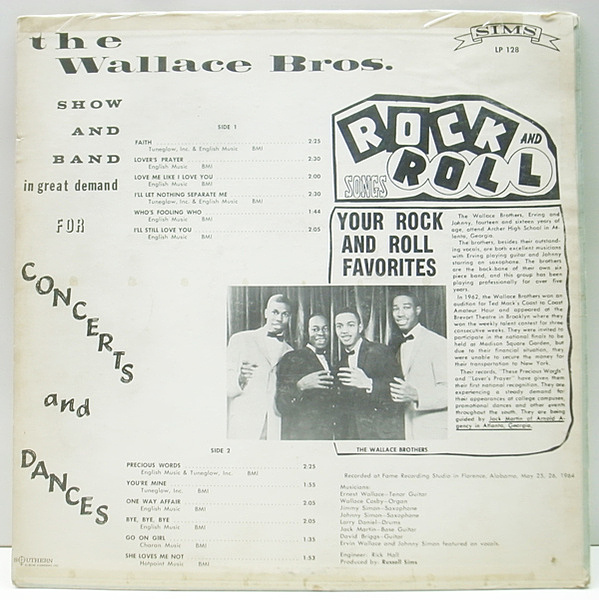 the
Wallace Bros.
SIMS
LP 128
SHOW
AND
BAND
in great demand
FOR
CONCERTS
and
DANCES
SIDE 1
FAITH 2:25
Tuneglow, Inc. & English Music BMI
LOVER'S PRAYER 2:30
English Music BMI
LOVE ME LIKE I LOVE YOU 2:00
English Music BMI
I'LL LET NOTHING SEPARATE ME 2:30
Tuneglow, Inc. & English Music BMI
WHO'S FOOLING WHO 1:44
English Music BMI
I'LL STILL LOVE YOU 2:05
English Music BMI
ROCK AND
ROLL
SONGS
YOUR ROCK
AND ROLL
FAVORITES
The Wallace Brothers, Erving and
Johnny, fourteen and sixteen years of
age, attend Archer High School in At-
lanta, Georgia.
The brothers, besides their outstand-
ing vocals, are both excellent musicians
with Erving playing guitar and Johnny
starring on saxophone. The brothers
are the back-bone of their own six
piece band, and this group has been
playing professionally for over five
years.
In 1962, the Wallace Brothers won an
audition for Ted Mack's Coast to Coast
Amateur Hour and appeared at the
Brevort Theatre in Brooklyn where they
won the weekly talent contest for three
consecutive weeks. They were invited to
participate in the national finals to be
held at Madison Square Garden, but
due to their financial situation, they
were unable to secure the money for
their transportation to New York.
Their records, "These Precious Words"
and "Lover's Prayer" have given them
their first national recognition. They are
experiencing a steady demand for
their appearances at college campuses,
promotional dances and other events
throughout the south. They are being
guided by Jack Martin of Arnold A-
gency in Atlanta, Georgia.
THE WALLACE BROTHERS
SIDE 2
PRECIOUS WORDS 2:25
English Music & Tuneglow, Inc. BMI
YOU'RE MINE 1:55
Tuneglow, Inc. BMI
ONE WAY AFFAIR 2:05
English Music BMI
BYE, BYE, BYE 2:05
English Music BMI
GO ON GIRL 1:35
Charan Music BMI
SHE LOVES ME NOT 1:53
Hotpoint Music BMI
Recorded at Fame Recording Studio in Florence, Alabama, May 25, 26, 1964
Musicians:
Ernest Wallace-Tenor Guitar
Wallace Cosby-Organ
Jimmy Simon-Saxophone
Johnny Simon-Saxophone
Larry Daniel-Drums
Jack Martin-Bass Guitar
David Briggs-Guitar
Ervin Wallace and Johnny Simon featured on vocals.
Engineer: Rick Hall
Produced by: Russell Sims
SOUTHERN